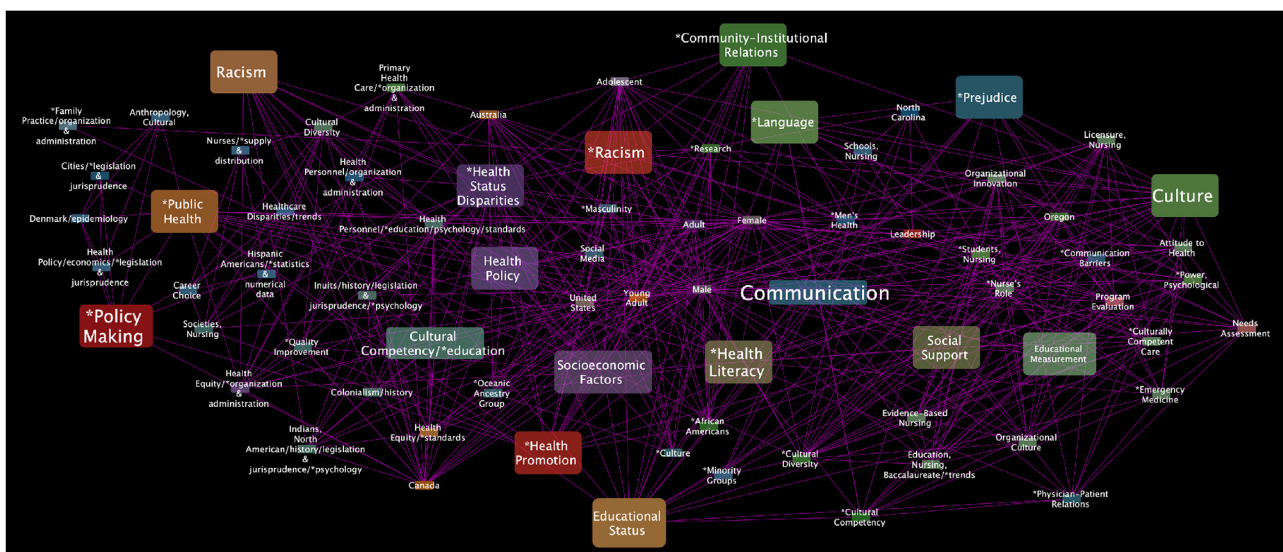 *Community-Institutional
Relations
Racism
Primary
Health
Care/*organization
&
administration
Adolescent
*Prejudice
*Family
Practice/organization
&
administration
Anthropology,
Cultural
Nurses/*supply
&
distribution
Cultural
Diversity
Australia
*Language
North
Carolina
*Racism
*Research
Schools,
Nursing
Licensure,
Nursing
Cities/*legislation
&
jurisprudence
Health
Personnel/organization
&
administration
*Health
Status
Disparities
Organizational
Innovation
Culture
*Public
Health
Healthcare
Disparities/trends
Denmark/epidemiology
Health
Personnel/*education/psychology/standards
*Masculinity
Adult
Female
*Men's
Health
Leadership
Oregon
Health
Policy/economics/*legislation
&
jurisprudence
Hispanic
Americans/*statistics
&
numerical
data
Health
Policy
Social
Media
*Students,
Nursing
*Communication
Barriers
Attitude to
Health
*Power,
Psychological
Career
Choice
Inuits/history/legislation
&
jurisprudence/*psychology
United
States
Young
Adult
Male
Communication
*Nurse's
Role
Program
Evaluation
*Policy
Making
Societies,
Nursing
*Quality
Improvement
Cultural
Competency/*education
Socioeconomic
Factors
*Health
Literacy
Social
Support
Educational
Measurement
*Culturally
Competent
Care
Needs
Assessment
Health
Equity/*organization
&
administration
Colonialism/history
*Oceanic
Ancestry
Group
*Emergency
Medicine
Indians,
North
American/history/legislation
&
jurisprudence/*psychology
Health
Equity/*standards
*Health
Promotion
*African
Americans
Evidence-Based
Nursing
Organizational
Culture
Canada
*Culture
*Minority
Groups
*Cultural
Diversity
Education,
Nursing,
Baccalaureate/*trends
*Physician-Patient
Relations
Educational
Status
*Cultural
Competency